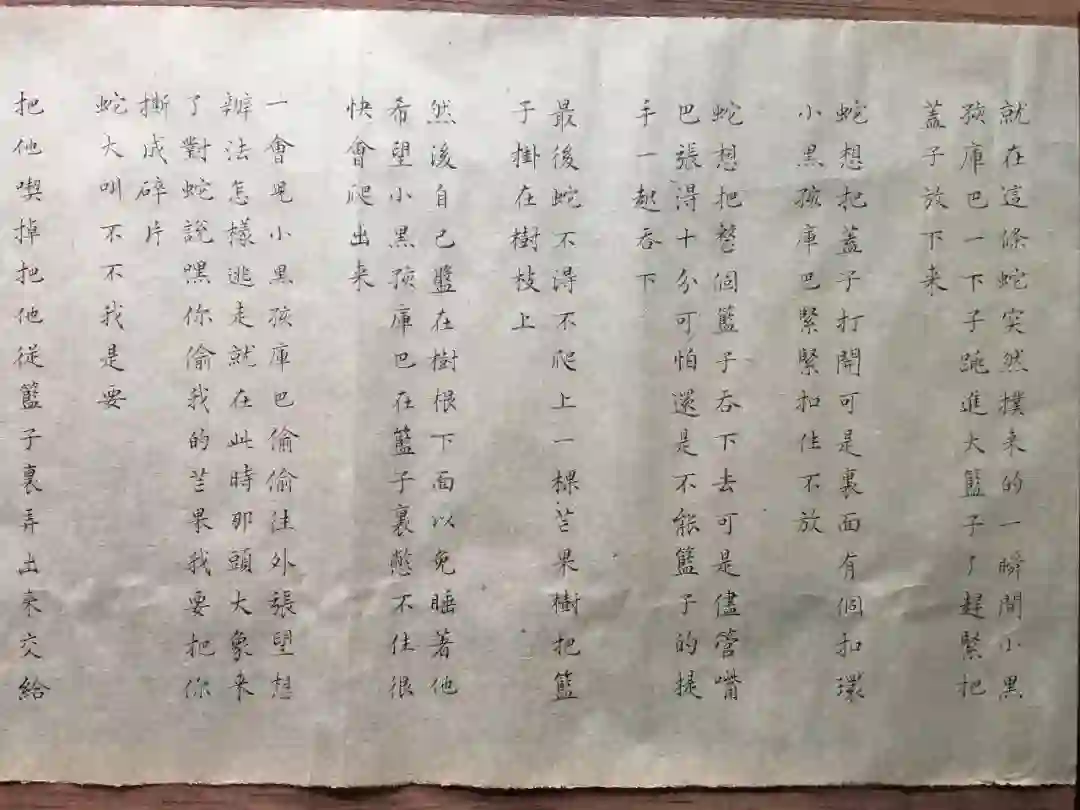 就在這條蛇突然撲来的一瞬間小黑
孩庫巴一下子跳進大籃子了趕緊把
蓋子放下来
蛇想把蓋子打開可是裏面有個扣環
小黑孩庫巴緊緊扣住不放
蛇想把整個籃子吞下去可是儘管嘴
巴張得十分可怕還是不能籃子的提
手一起吞下
最後蛇不得不爬上一棵芒果樹把籃
子掛在樹枝上
然後自己盤在樹根下面以免睡著他
希望小黑孩庫巴在籃子裏憋不住很
快會爬出来
一會兒小黑孩庫巴偷偷往外張望想
辦法怎樣逃走就在此時那頭大象来
了對蛇說嘿你偷我的芒果我要把你
撕成碎片
蛇大叫不不我是要
把他喫掉把他從籃子裏弄出来交給